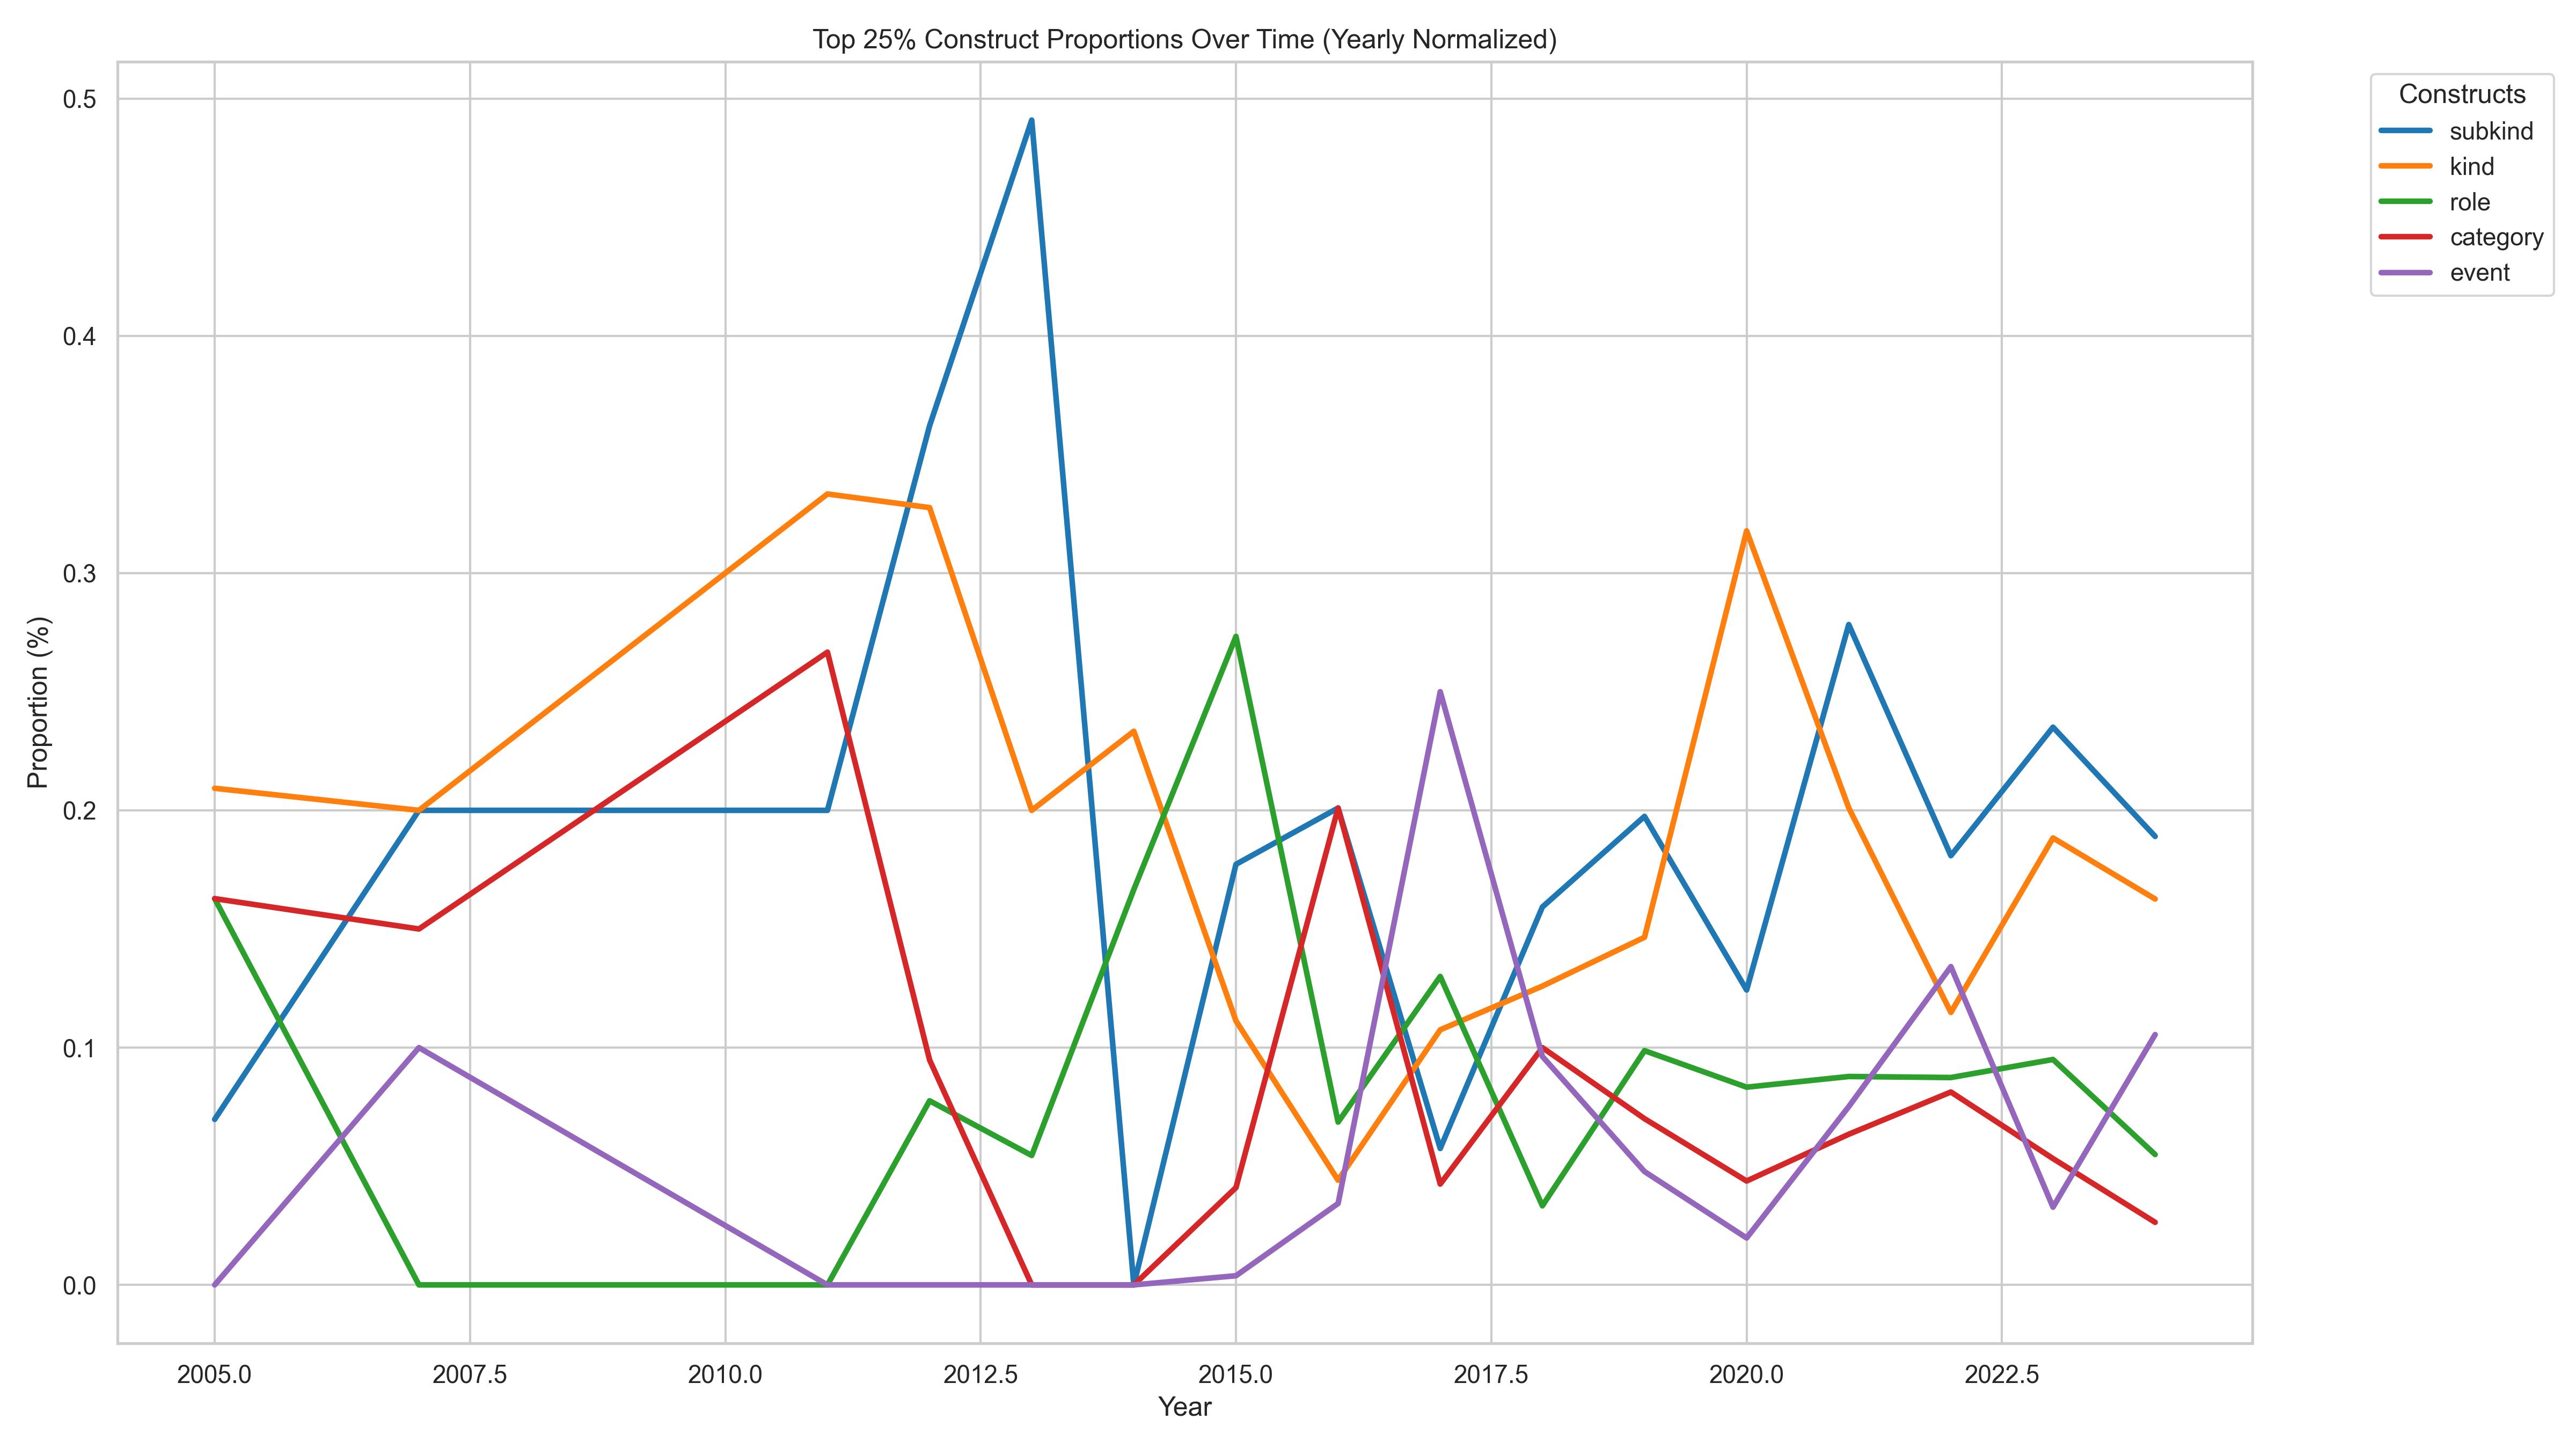 Top 25% Construct Proportions Over Time (Yearly Normalized)
Constructs
subkind
kind
role
category
event
Proportion (%)
0.5
0.4
0.3
0.2
0.1
0.0
2005.0 2007.5 2010.0 2012.5 2015.0 2017.5 2020.0 2022.5
Year